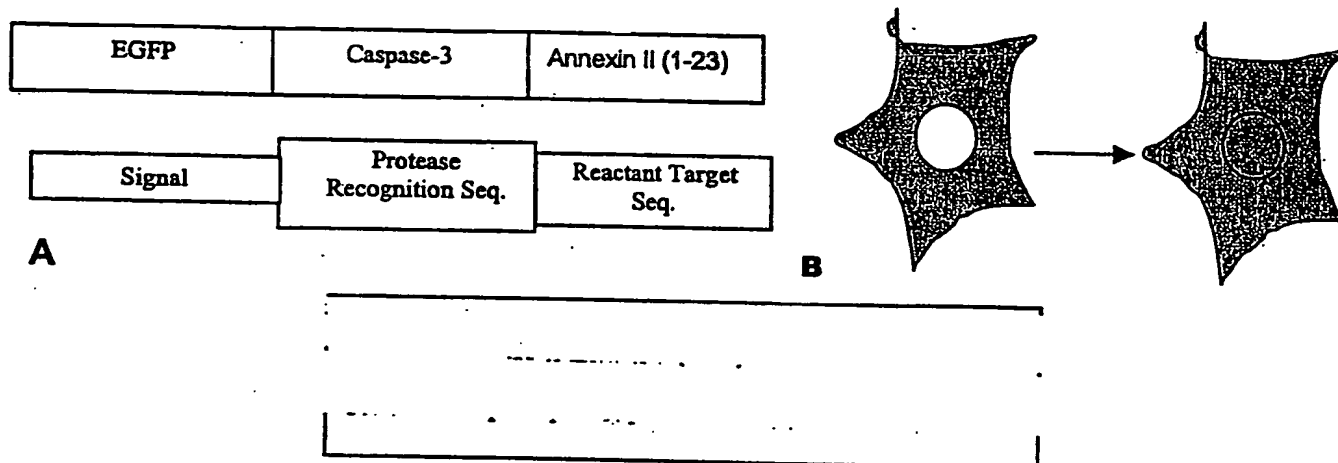 EGFP
Caspase-3
Annexin II (1-23)
Signal
Protease
Recognition Seq.
Reactant Target
Seq.
A
B